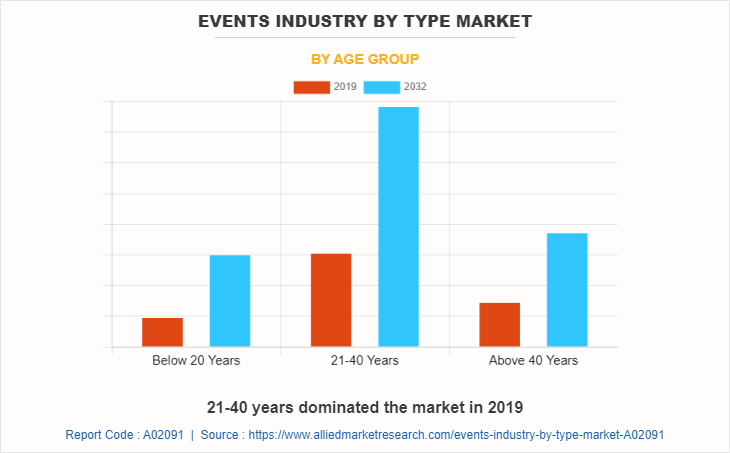 EVENTS INDUSTRY BY TYPE MARKET
BY AGE GROUP
2019 2032
Below 20 Years 21-40 Years Above 40 Years
21-40 years dominated the market in 2019
Report Code : A02091 | Source : https://www.alliedmarketresearch.com/events-industry-by-type-market-A02091